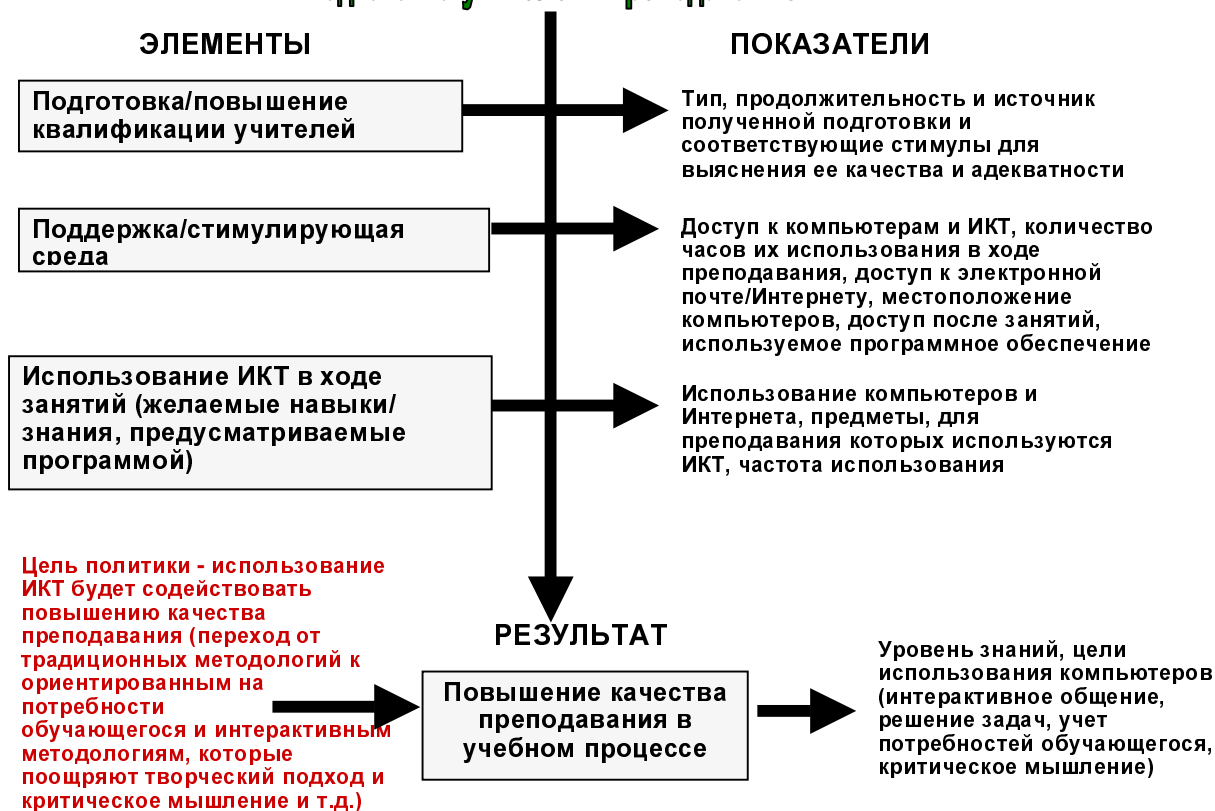 ЭЛЕМЕНТЫ
ПОКАЗАТЕЛИ
Подготовка/повышение
квалификации учителей
Тип, продолжительность и источник
полученной подготовки и
соответствующие стимулы для
выяснения ее качества и адекватности
Поддержка/стимулирующая
среда
Доступ к компьютерам и ИКТ, количество
часов их использования в ходе
преподавания, доступ к электронной
почте/Интернету, местоположение
компьютеров, доступ после занятий,
используемое программное обеспечение
Использование ИКТ в ходе
занятий (желаемые навыки/
знания, предусматриваемые
программой)
Использование компьютеров и
Интернета, предметы, для
преподавания которых используются
ИКТ, частота использования
Цель политики - использование
ИКТ будет содействовать
повышению качества
преподавания (переход от
традиционных методологий к
ориентированным на
потребности
обучающегося и интерактивным
методологиям, которые
поощряют творческий подход и
критическое мышление и т.д.)
РЕЗУЛЬТАТ
Повышение качества
преподавания в
учебном процессе
Уровень знаний, цели
использования компьютеров
(интерактивное общение,
решение задач, учет
потребностей обучающегося,
критическое мышление)